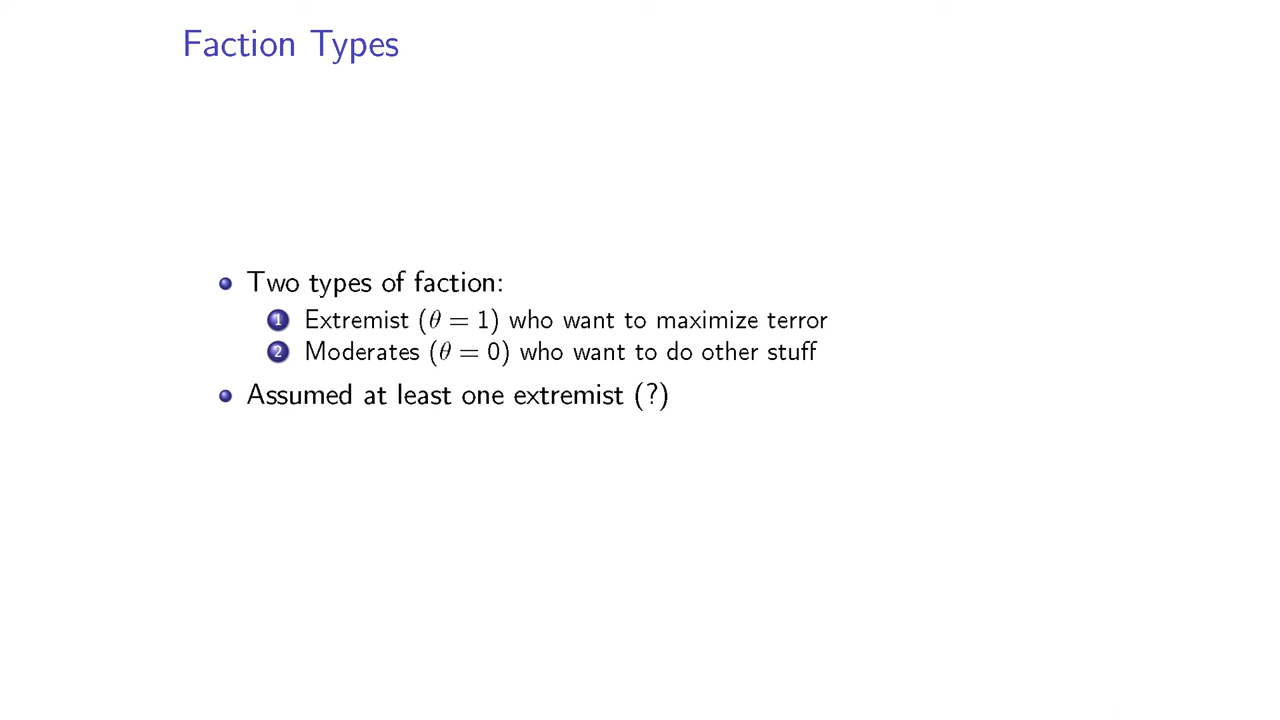 Faction Types
Two types of faction:
1 Extremist (θ = 1) who want to maximize terror
2 Moderates (θ = 0) who want to do other stuff
Assumed at least one extremist (?)